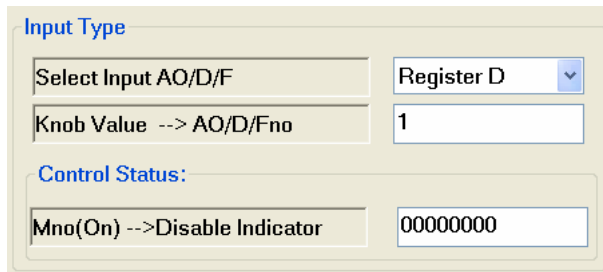 Input Type
Select Input AO/D/F Register D
Knob Value --> AO/D/Fno 1
Control Status:
Mno(On) -->Disable Indicator 00000000